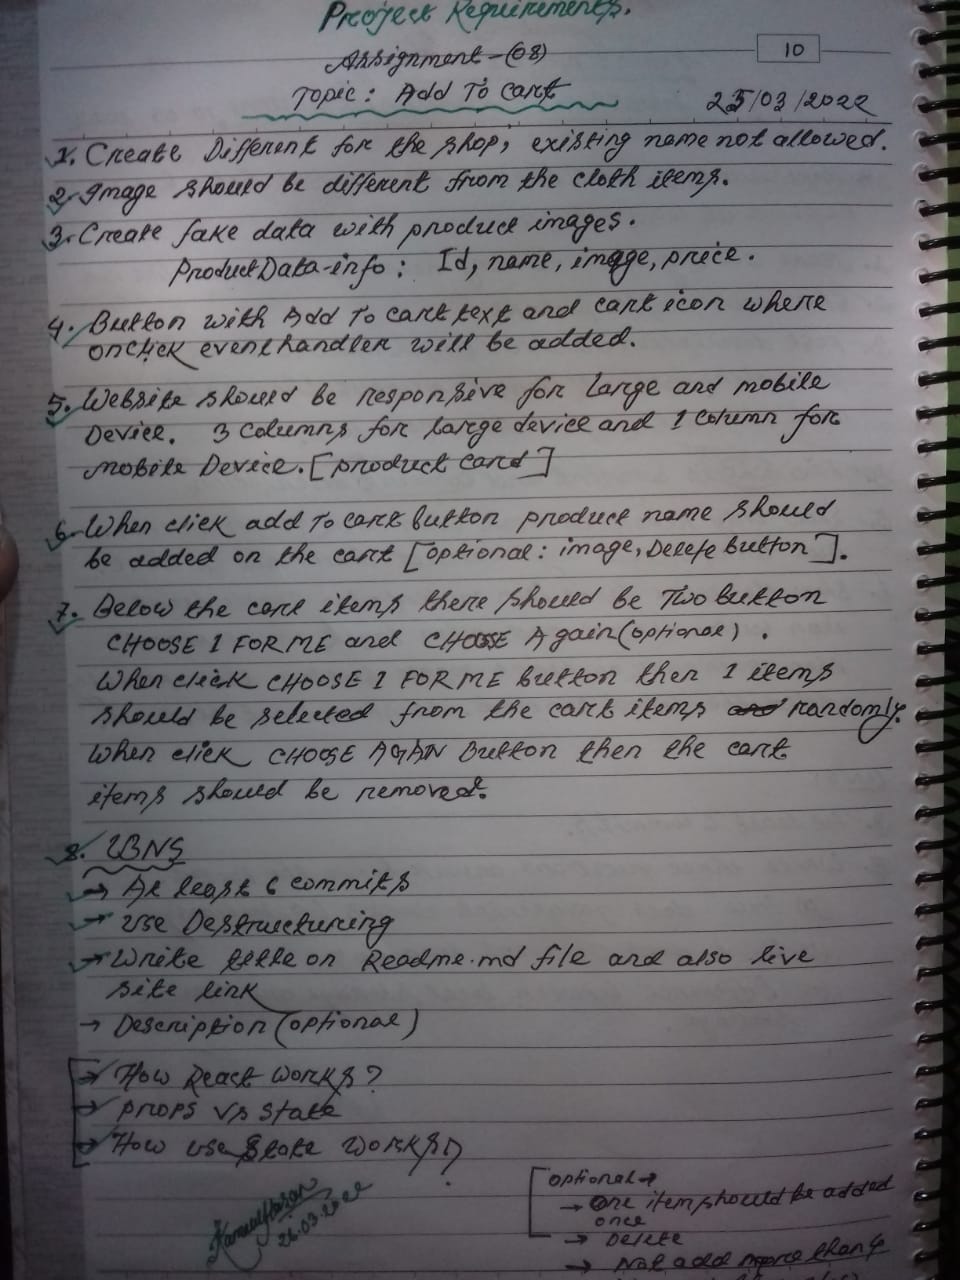 Project Requirements.
Assignment-(08)
10
Topic: Add To cart
25/03/2022
1. Create Different for the shop, existing name not allowed.
2. Image should be different from the cloth items.
3. Create fake data with product images.
Product Data-info: Id, name, image, price.
4. Button with Add To cart text and cart icon where
onclick event handler will be added.
5. Website should be responsive for large and mobile
Device. 3 columns for large device and 1 column for
mobile Device. [product card]
6. When click add To cart button product name should
be added on the cart [optional: image, Delete button].
7. Below the cart items there should be Two button
CHOOSE 1 FOR ME and CHOOSE Again (optional).
When click CHOOSE 1 FOR ME button then 1 items
should be selected from the cart items randomly.
When click CHOOSE AGAIN Button then the cart
items should be removed.
8.
→ At least 6 commits
→ Use Destructuring
→ Write title on Readme.md file and also live
site link
→ Description (optional)
→ How React works?
→ props vs state
→ How use State works?
26.03.2022
optional →
→ One item should be added
once
→ Delete
→ Not add more than 4